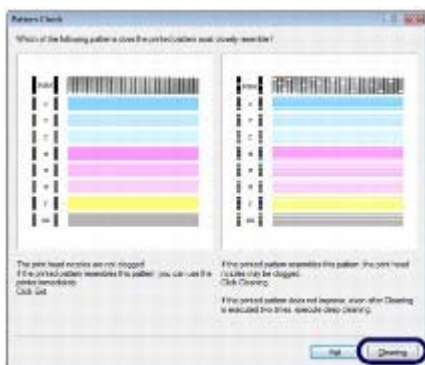 Pattern Check
Which of the following patterns does the printed pattern most closely resemble?
The print head nozzles are not clogged.
If the printed pattern resembles this pattern, you can use the
printer immediately.
Click Exit.
If the printed pattern resembles this pattern, the print head
nozzles may be clogged.
Click Cleaning.
If the printed pattern does not improve, even after Cleaning
is executed two times, execute deep cleaning.
Exit
Cleaning